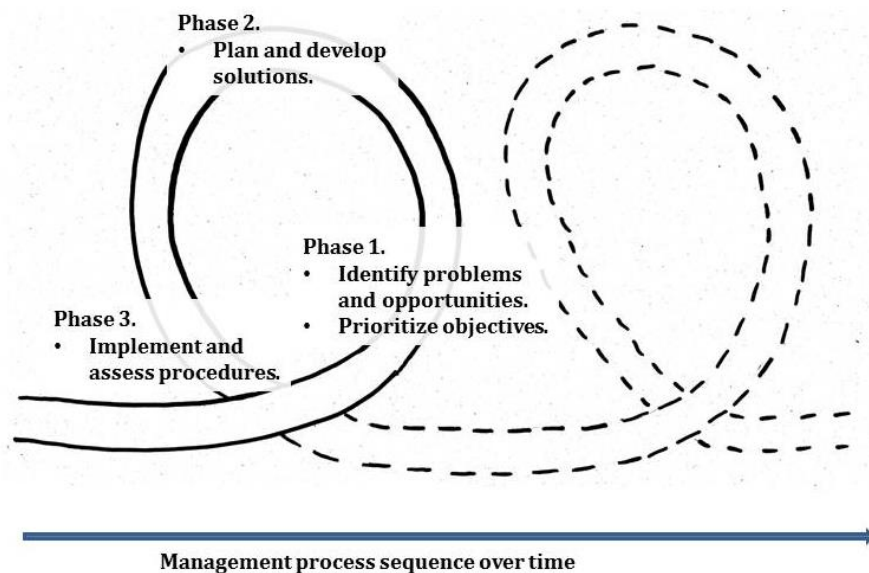 Phase 2.
• Plan and develop
solutions.
Phase 1.
• Identify problems
and opportunities.
• Prioritize objectives.
Phase 3.
• Implement and
assess procedures.
Management process sequence over time